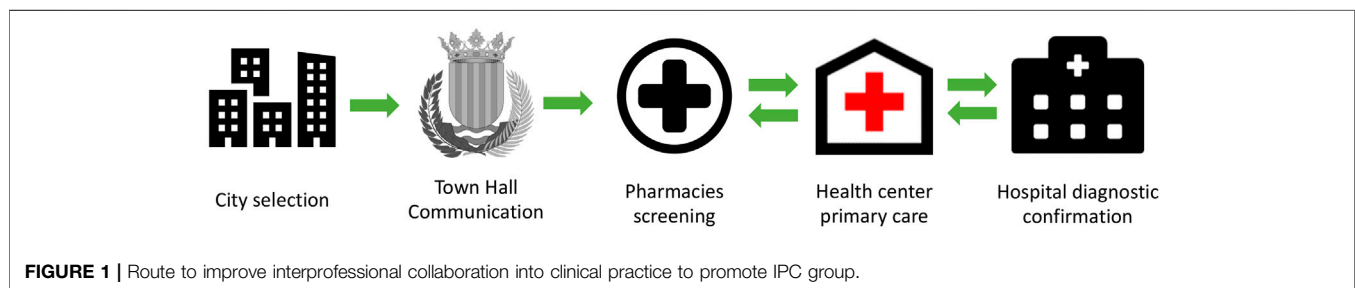 City selection
Town Hall
Communication
Pharmacies
screening
Health center
primary care
Hospital diagnostic
confirmation
FIGURE 1 | Route to improve interprofessional collaboration into clinical practice to promote IPC group.